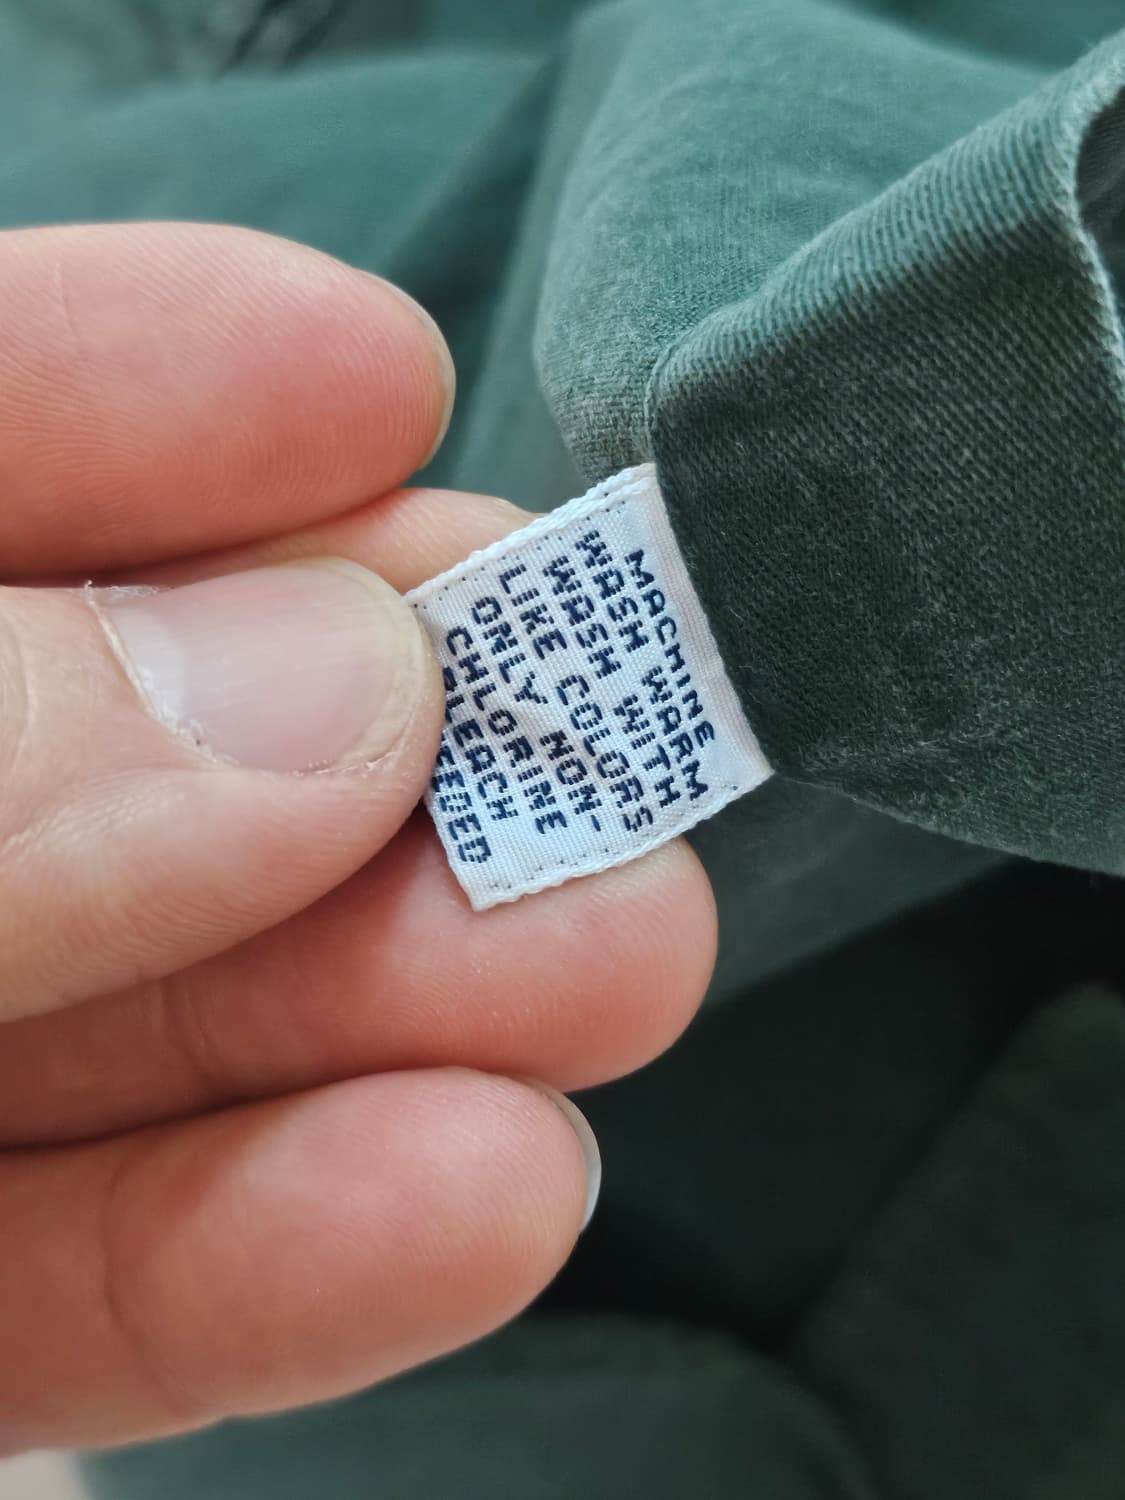 MACHINE
WASH WARM
WASH WITH
LIKE COLORS
ONLY NON-
CHLORINE
BLEACH